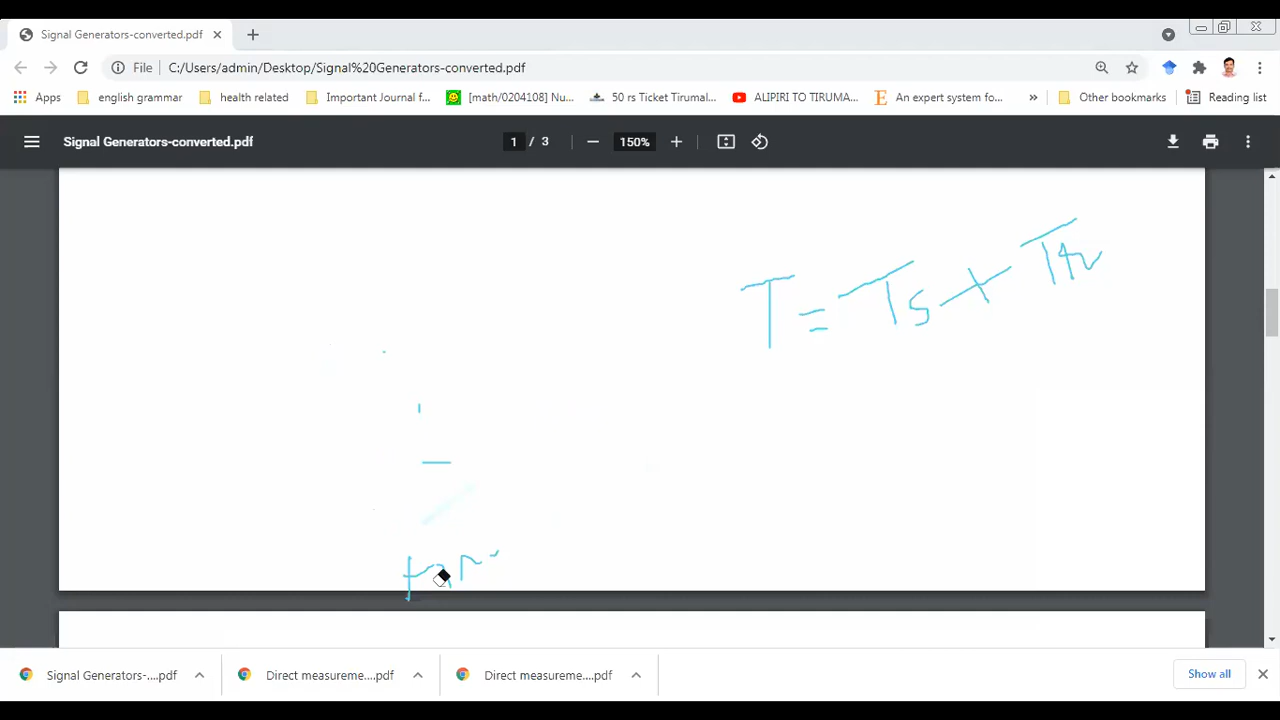 Signal Generators-converted.pdf
File C:/Users/admin/Desktop/Signal%20Generators-converted.pdf
Apps english grammar health related Important Journal f... [math/0204108] Nu... 50 rs Ticket Tirumal... ALIPIRI TO TIRUMA... An expert system fo... » Other bookmarks Reading list
Signal Generators-converted.pdf 1 / 3 150%
T = Ts +
Signal Generators-....pdf Direct measureme....pdf Direct measureme....pdf Show all